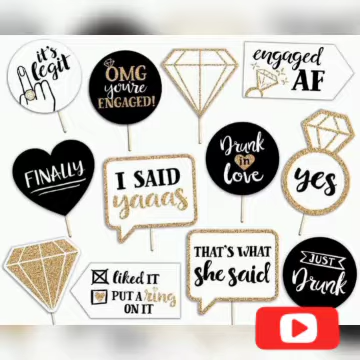 it's
legit
OMG
you're
ENGAGED!
engaged
AF
FINALLY
I SAID
yaaas
Drunk
in
love
yes
liked IT
PUT A ring
ON IT
THAT'S WHAT
she said
JUST
Drunk